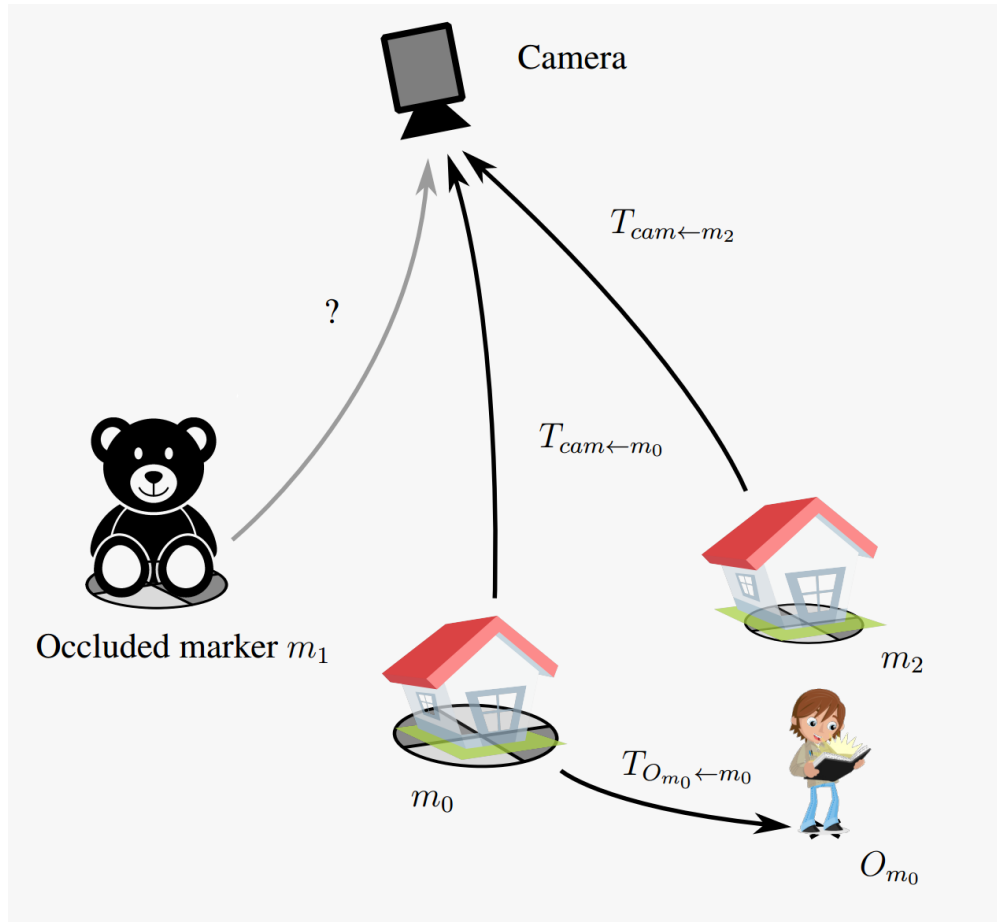 Camera
T_{cam←m_2}
?
T_{cam←m_0}
Occluded marker m_1
m_2
T_{O_{m_0}←m_0}
m_0
O_{m_0}